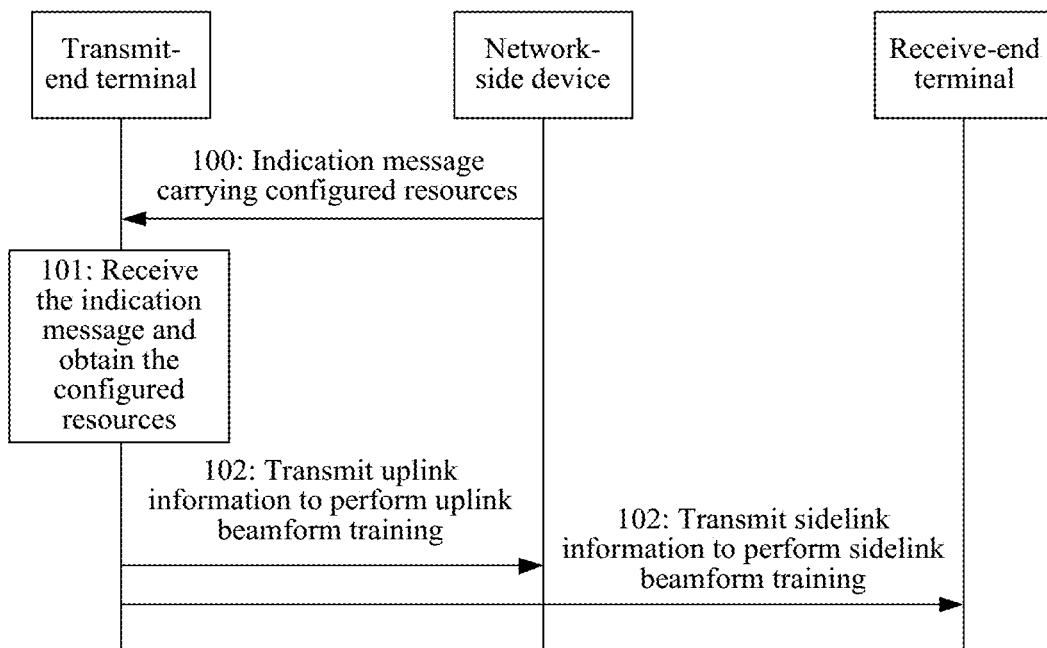 Transmit-
end terminal
Network-
side device
Receive-end
terminal
100: Indication message
carrying configured resources
101: Receive
the indication
message and
obtain the
configured
resources
102: Transmit uplink
information to perform uplink
beamform training
102: Transmit sidelink
information to perform sidelink
beamform training